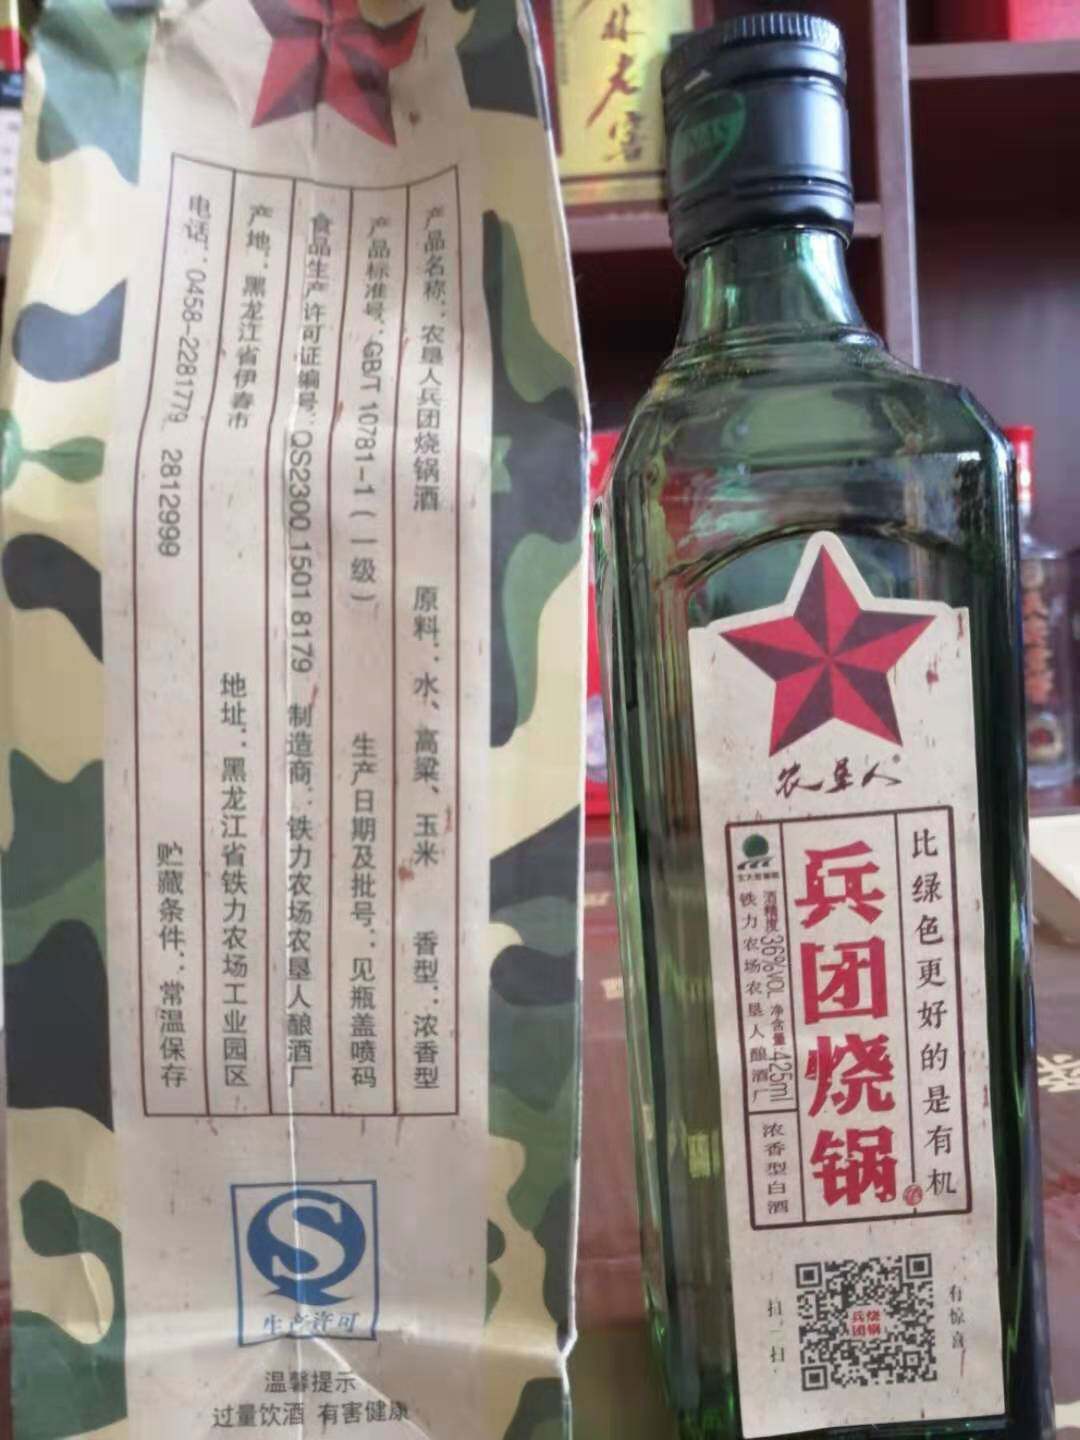 产品名称：农垦人兵团烧锅酒 原料：水、高粱、玉米 香型：浓香型
产品标准号：GB/T 10781-1（一级） 生产日期及批号：见瓶盖喷码
食品生产许可证编号：QS2300 1501 8179 制造商：铁力农场农垦人酿酒厂
产地：黑龙江省伊春市 地址：黑龙江省铁力农场工业园区
电话：0458-2281779 2812999 贮藏条件：常温保存
生产许可
温馨提示
过量饮酒 有害健康
林老窖
农垦人
比绿色更好的是有机
兵团烧锅
酒精度36%VOL 净含量:425ml
铁力农场农垦人酿酒厂
浓香型白酒
扫一扫
兵团烧锅
有惊喜